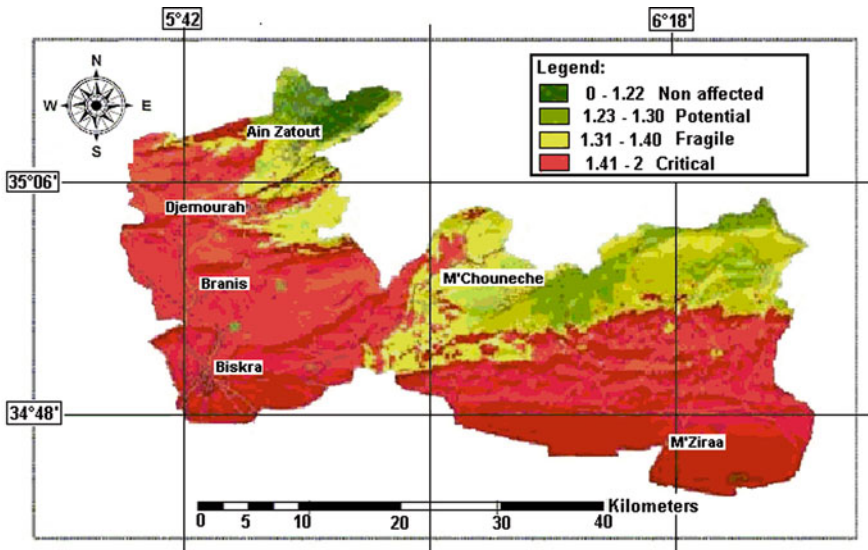 5°42 6°18'
N
W E
S
Legend:
0 - 1.22 Non affected
1.23 - 1.30 Potential
1.31 - 1.40 Fragile
1.41 - 2 Critical
Ain Zatout
35°06'
Djemourah
M'Chouneche
Branis
Biskra
34°48'
M'Ziraa
Kilometers
0 5 10 20 30 40